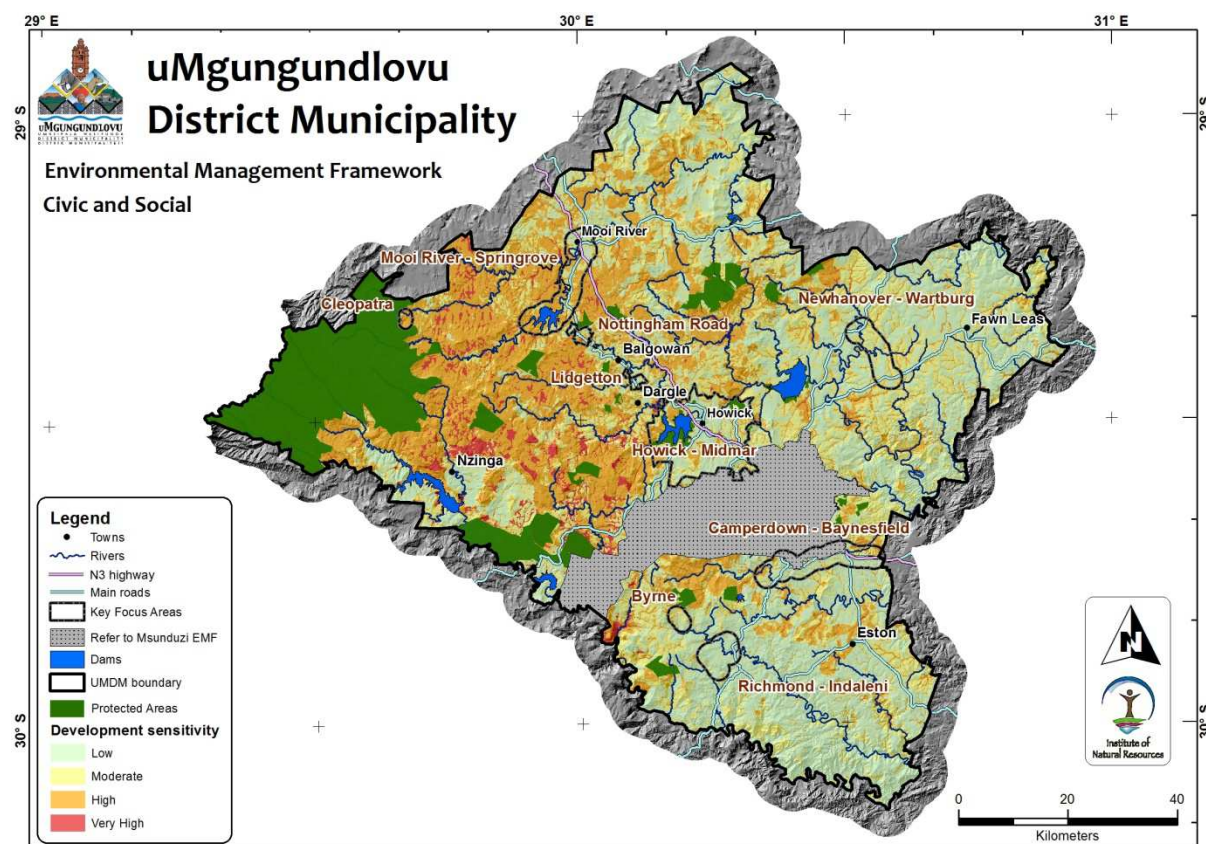 29° E
30° E
31° E
uMgungundlovu
District Municipality
uMGUNGUNDLOVU
Environmental Management Framework
Civic and Social
29° S
29° S
Mooi River
Mooi River - Springrove
Cleopatra
Newhanover - Wartburg
Nottingham Road
Fawn Leas
Balgowan
Lidgetton
Dargle
Howick
Howick - Midmar
Nzinga
Camperdown - Baynesfield
Byrne
Eston
Richmond - Indaleni
30° S
30° S
Legend
Towns
Rivers
N3 highway
Main roads
Key Focus Areas
Refer to Msunduzi EMF
Dams
UMDM boundary
Protected Areas
Development sensitivity
Low
Moderate
High
Very High
N
Institute of
Natural Resources
0 20 40
Kilometers